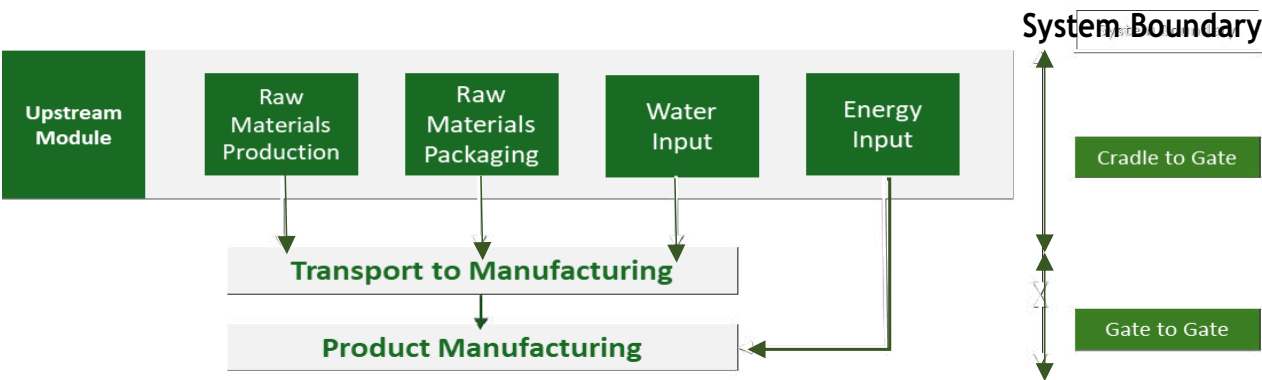 System Boundary
Upstream
Module
Raw
Materials
Production
Raw
Materials
Packaging
Water
Input
Energy
Input
Cradle to Gate
Transport to Manufacturing
Product Manufacturing
Gate to Gate